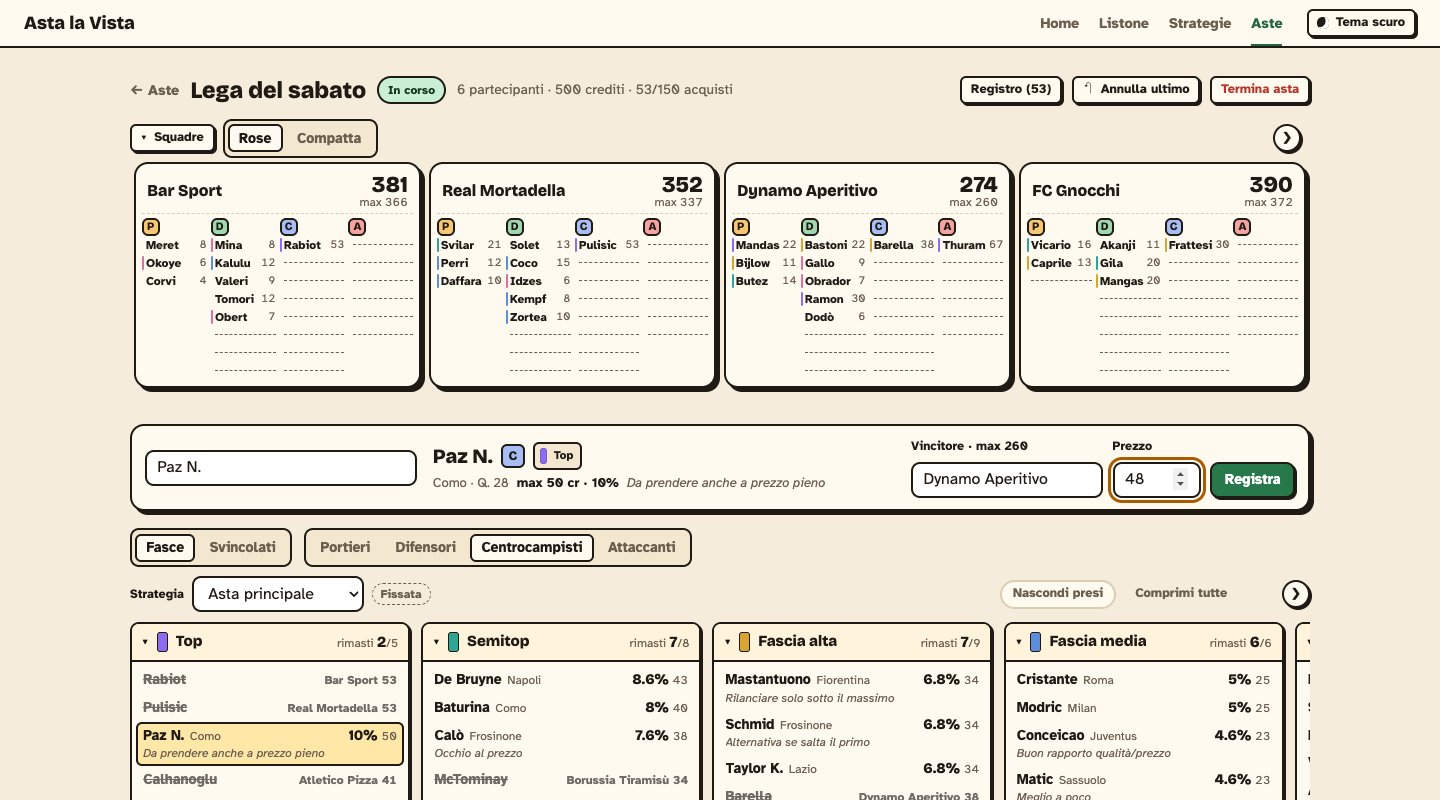 Asta la Vista Home Listone Strategie Aste Tema scuro
← Aste Lega del sabato In corso 6 partecipanti · 500 crediti · 53/150 acquisti Registro (53) Annulla ultimo Termina asta
Squadre Rose Compatta
Bar Sport 381
max 366
P D C A
Meret 8 Mina 8 Rabiot 53
Okoye 6 Kalulu 12
Corvi 4 Valeri 9
Tomori 12
Obert 7
Real Mortadella 352
max 337
P D C A
Svilar 21 Solet 13 Pulisic 53
Perri 12 Coco 15
Daffara 10 Idzes 6
Kempf 8
Zortea 10
Dynamo Aperitivo 274
max 260
P D C A
Mandas 22 Bastoni 22 Barella 38 Thuram 67
Bijlow 11 Gallo 9
Butez 14 Obrador 7
Ramon 30
Dodò 6
FC Gnocchi 390
max 372
P D C A
Vicario 16 Akanji 11 Frattesi 30
Caprile 13 Gila 20
Mangas 20
Paz N.
Paz N. C Top
Como · Q. 28 max 50 cr · 10% Da prendere anche a prezzo pieno
Vincitore · max 260 Prezzo
Dynamo Aperitivo 48 Registra
Fasce Svincolati Portieri Difensori Centrocampisti Attaccanti
Strategia Asta principale Fissata Nascondi presi Comprimi tutte
Top rimasti 2/5
Rabiot Bar Sport 53
Pulisic Real Mortadella 53
Paz N. Como 10% 50
Da prendere anche a prezzo pieno
Calhanoglu Atletico Pizza 41
Semitop rimasti 7/8
De Bruyne Napoli 8.6% 43
Baturina Como 8% 40
Calò Frosinone 7.6% 38
Occhio al prezzo
McTominay Borussia Tiramisù 34
Fascia alta rimasti 7/9
Mastantuono Fiorentina 6.8% 34
Rilanciare solo sotto il massimo
Schmid Frosinone 6.8% 34
Alternativa se salta il primo
Taylor K. Lazio 6.8% 34
Barella Dynamo Aperitivo 38
Fascia media rimasti 6/6
Cristante Roma 5% 25
Modric Milan 5% 25
Conceicao Juventus 4.6% 23
Buon rapporto qualità/prezzo
Matic Sassuolo 4.6% 23
Meglio a poco